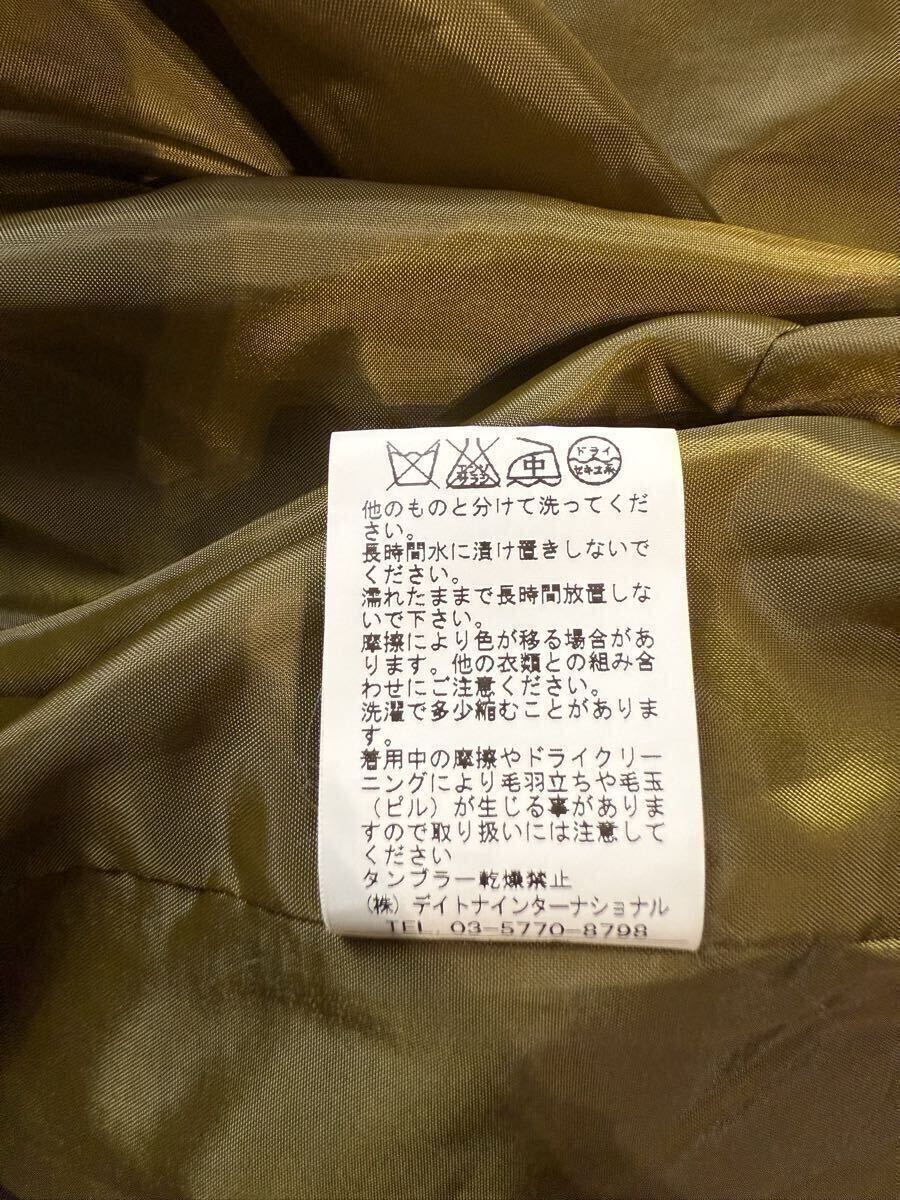 エンソ サラシ 中 ドライ セキユ系
他のものと分けて洗ってくだ
さい。
長時間水に漬け置きしないで
ください。
濡れたままで長時間放置しな
いで下さい。
摩擦により色が移る場合があ
ります。他の衣類との組み合
わせにご注意ください。
洗濯で多少縮むことがありま
す。
着用中の摩擦やドライクリー
ニングにより毛羽立ちや毛玉
（ピル）が生じる事がありま
すので取り扱いには注意して
ください
タンブラー乾燥禁止
（株）デイトナインターナショナル
TEL. 03-5770-8798